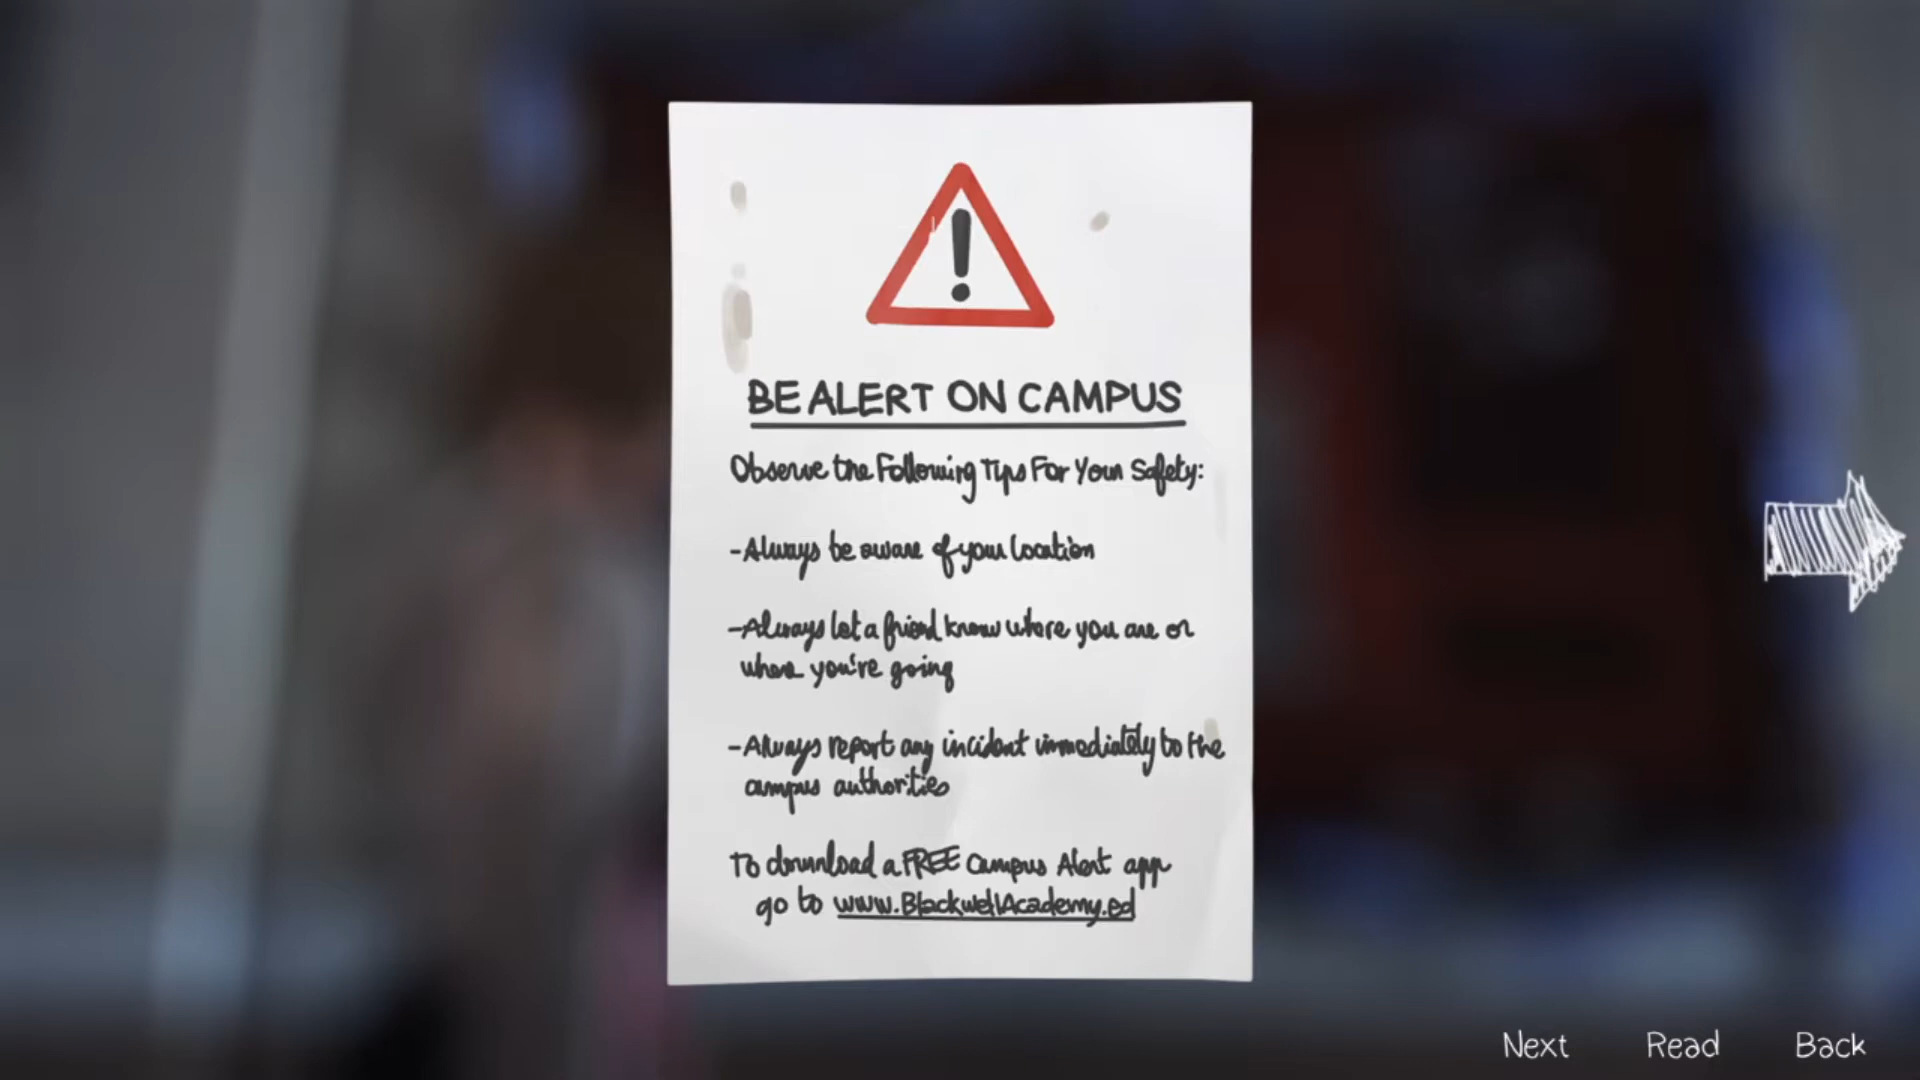 BE ALERT ON CAMPUS
Observe the Following Tips For Your Safety:
-Always be aware of your location
-Always let a friend know where you are or
where you're going
-Always report any incident immediately to the
campus authorities
To download a FREE Campus Alert app
go to www.BlackwellAcademy.ed
Next Read Back